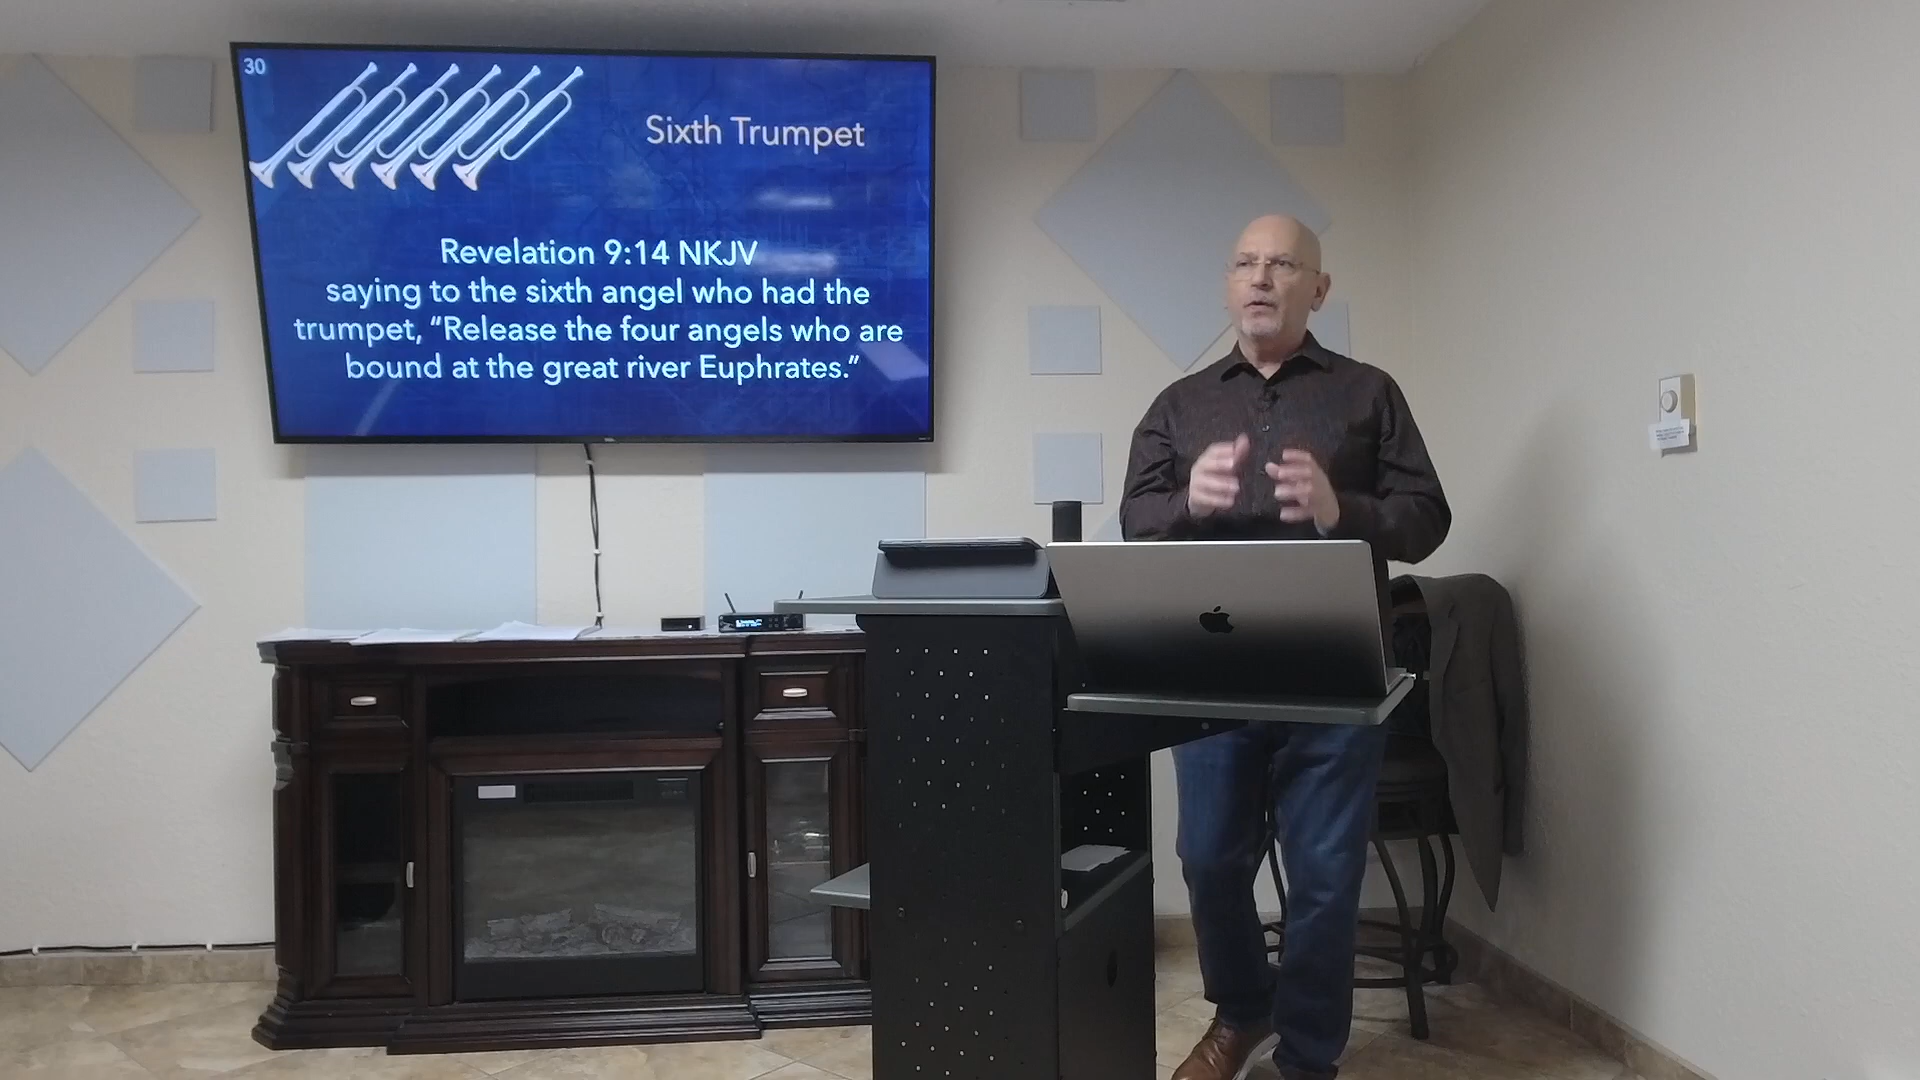 30
Sixth Trumpet
Revelation 9:14 NKJV
saying to the sixth angel who had the
trumpet, “Release the four angels who are
bound at the great river Euphrates.”